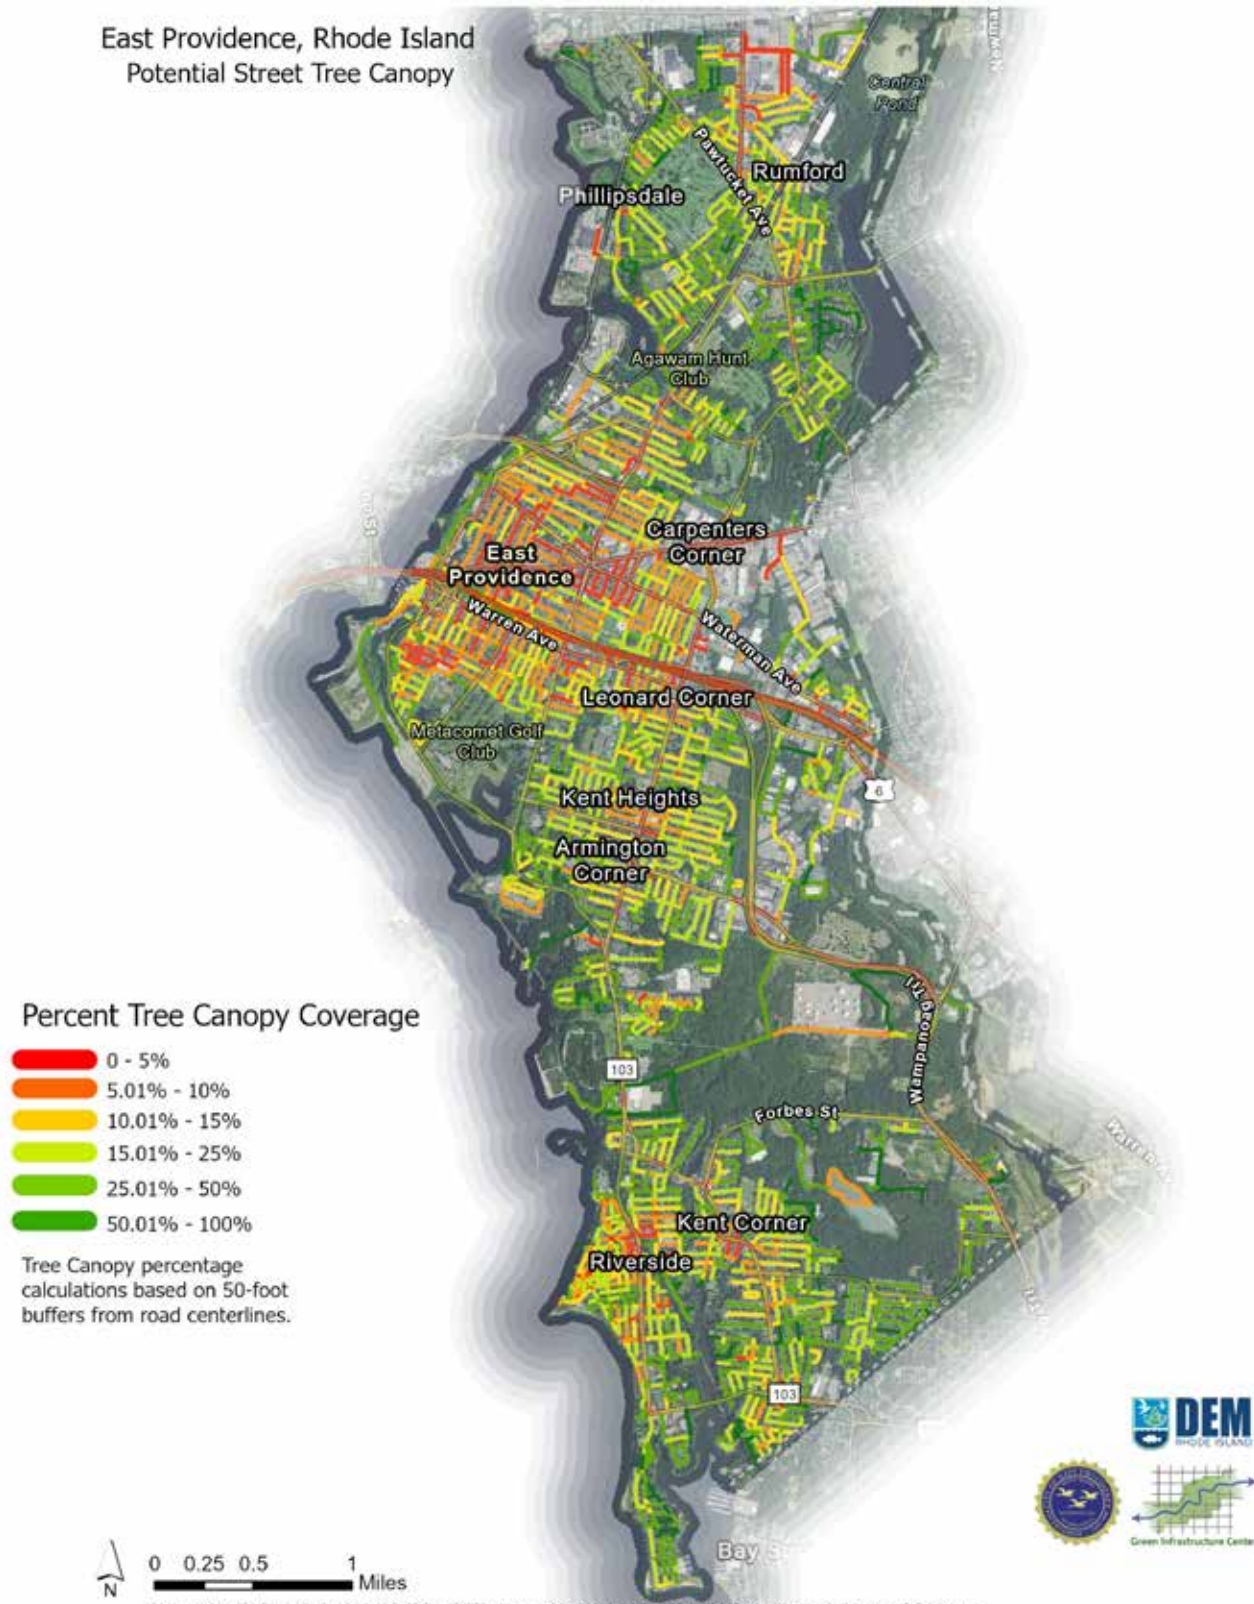 East Providence, Rhode Island
Potential Street Tree Canopy
Central
Pond
Pawtucket Ave
Rumford
Phillipsdale
Agawam Hunt
Club
Carpenters
Corner
East
Providence
Warren Ave
Waterman Ave
Leonard Corner
Metacomet Golf
Club
6
Kent Heights
Armington
Corner
Wampanoag Trl
103
Forbes St
Kent Corner
Riverside
103
Percent Tree Canopy Coverage
0 - 5%
5.01% - 10%
10.01% - 15%
15.01% - 25%
25.01% - 50%
50.01% - 100%
Tree Canopy percentage
calculations based on 50-foot
buffers from road centerlines.
DEM
RHODE ISLAND
Green Infrastructure Center
N
0 0.25 0.5 1
Miles
Bay